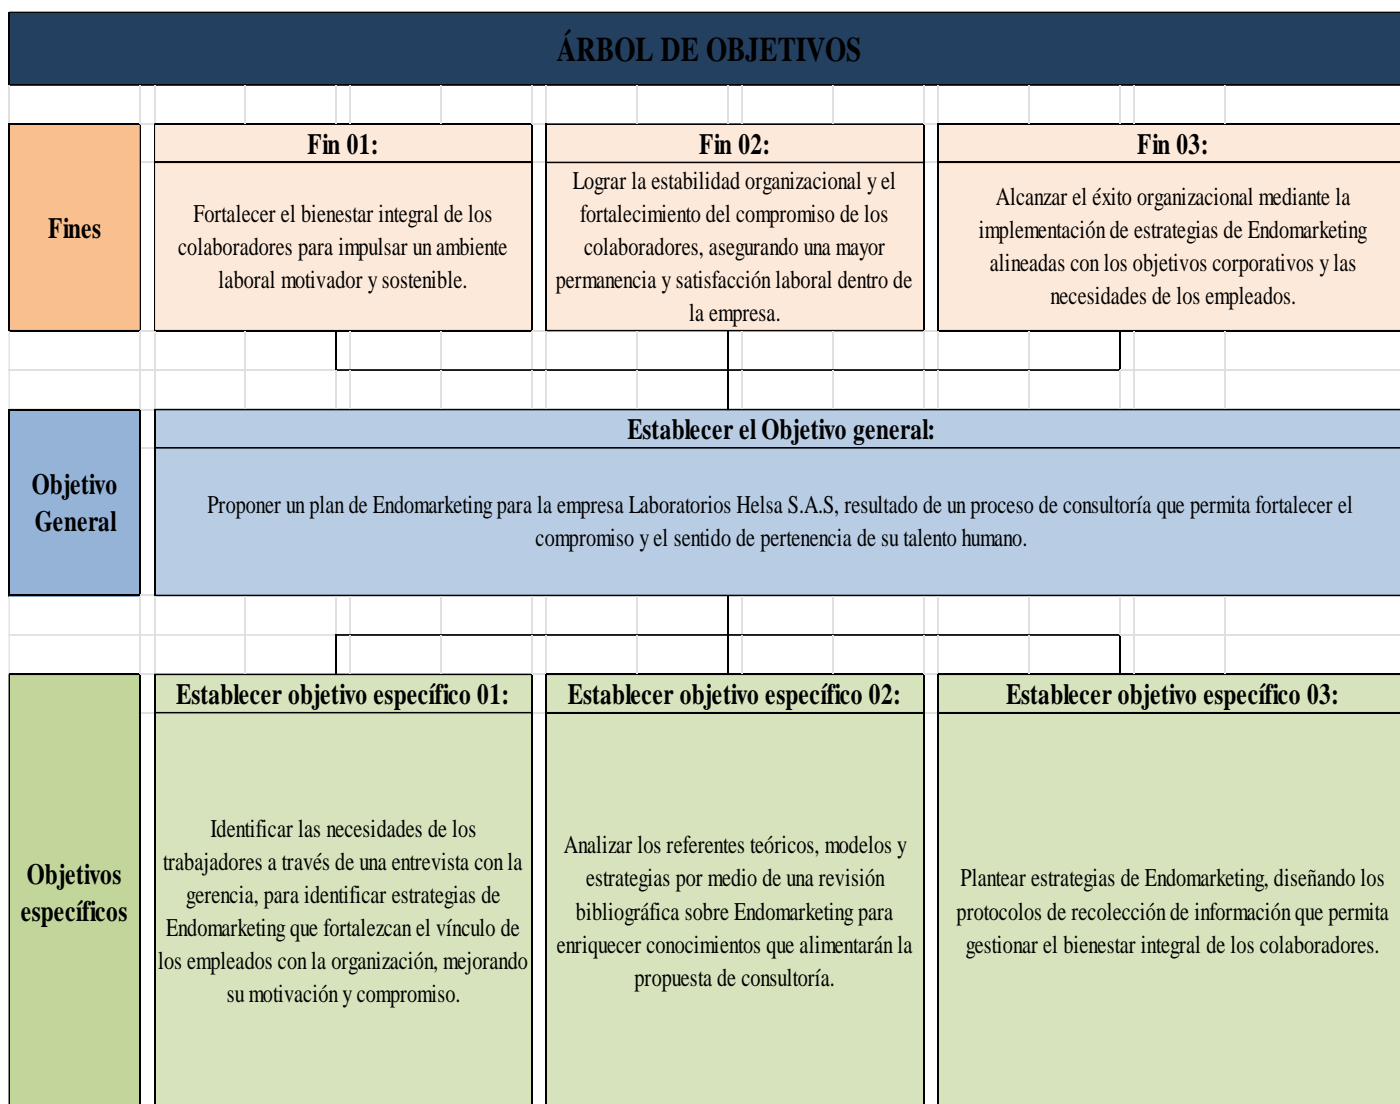 ÁRBOL DE OBJETIVOS
Fines
Fin 01:
Fortalecer el bienestar integral de los
colaboradores para impulsar un ambiente
laboral motivador y sostenible.
Fin 02:
Lograr la estabilidad organizacional y el
fortalecimiento del compromiso de los
colaboradores, asegurando una mayor
permanencia y satisfacción laboral dentro de
la empresa.
Fin 03:
Alcanzar el éxito organizacional mediante la
implementación de estrategias de Endomarketing
alineadas con los objetivos corporativos y las
necesidades de los empleados.
Objetivo
General
Establecer el Objetivo general:
Proponer un plan de Endomarketing para la empresa Laboratorios Helsa S.A.S, resultado de un proceso de consultoría que permita fortalecer el
compromiso y el sentido de pertenencia de su talento humano.
Objetivos
específicos
Establecer objetivo específico 01:
Identificar las necesidades de los
trabajadores a través de una entrevista con la
gerencia, para identificar estrategias de
Endomarketing que fortalezcan el vínculo de
los empleados con la organización, mejorando
su motivación y compromiso.
Establecer objetivo específico 02:
Analizar los referentes teóricos, modelos y
estrategias por medio de una revisión
bibliográfica sobre Endomarketing para
enriquecer conocimientos que alimentarán la
propuesta de consultoría.
Establecer objetivo específico 03:
Plantear estrategias de Endomarketing, diseñando los
protocolos de recolección de información que permita
gestionar el bienestar integral de los colaboradores.